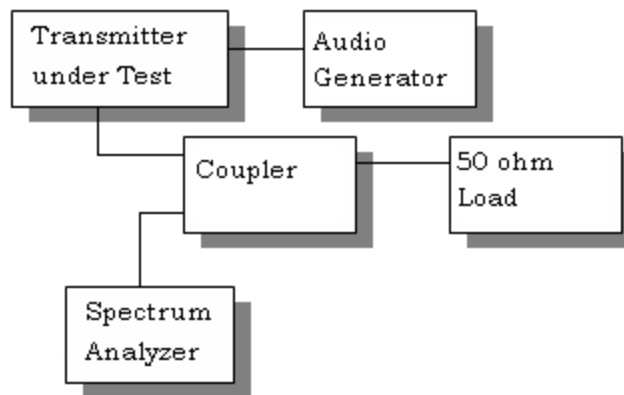 Transmitter
under Test
Audio
Generator
Coupler
50 ohm
Load
Spectrum
Analyzer